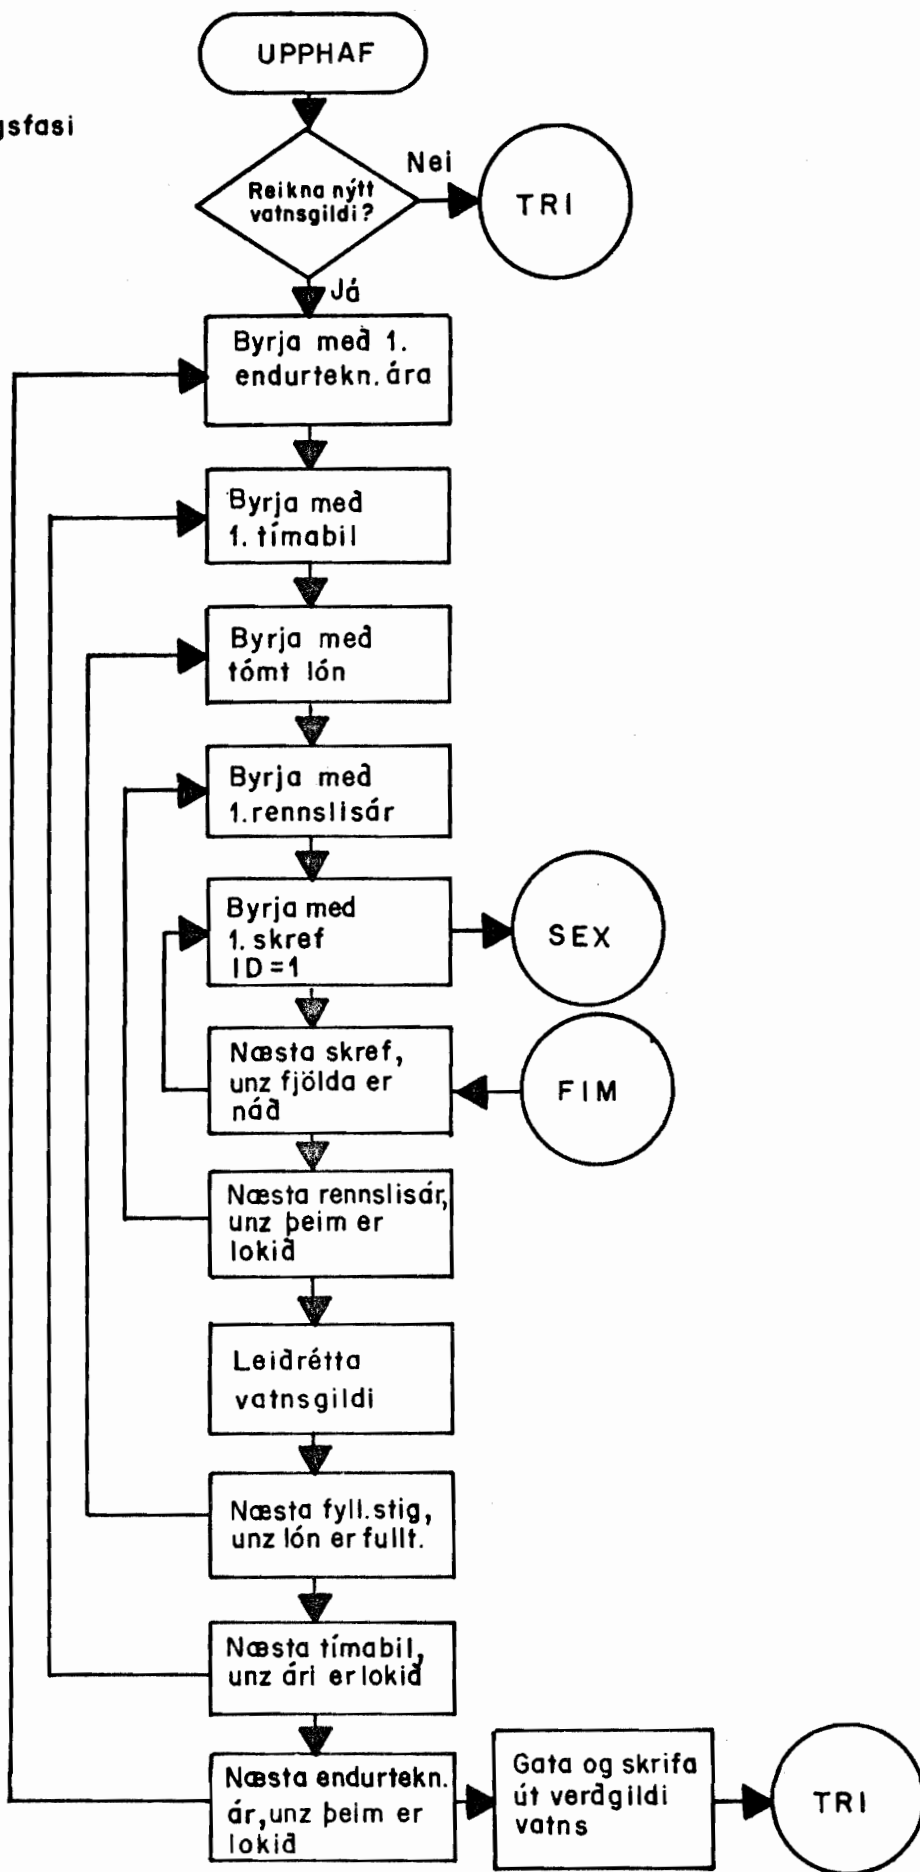 UPPHAF
Nei
Reikna nýtt
vatnsgildi?
TRI
Já
Byrja með 1.
endurtekn. ára
Byrja með
1. tímabil
Byrja með
tómt lón
Byrja með
1. rennslisár
Byrja með
1. skref
ID=1
SEX
Næsta skref,
unz fjölda er
náð
FIM
Næsta rennslisár,
unz þeim er
lokið
Leiðrétta
vatnsgildi
Næsta fyll. stig,
unz lón er fullt.
Næsta tímabil,
unz ári er lokið
Næsta endurtekn.
ár, unz þeim er
lokið
Gata og skrifa
út verðgildi
vatns
TRI